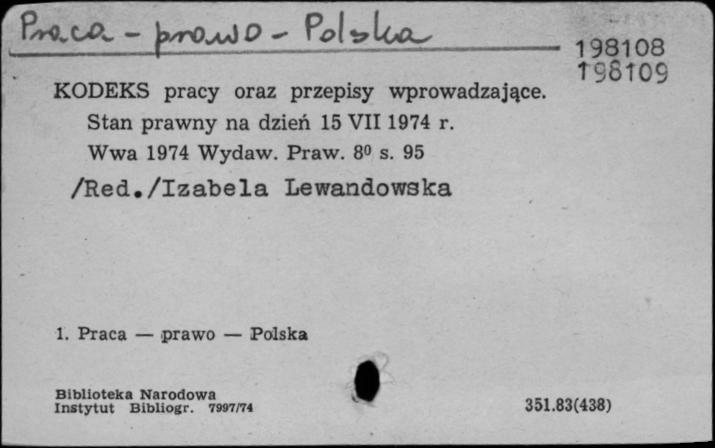 Praca - prawo - Polska
198108
198109
KODEKS pracy oraz przepisy wprowadzające.
Stan prawny na dzień 15 VII 1974 r.
Wwa 1974 Wydaw. Praw. 8⁰ s. 95
/Red./Izabela Lewandowska
1. Praca — prawo — Polska
Biblioteka Narodowa
Instytut Bibliogr. 7997/74
351.83(438)